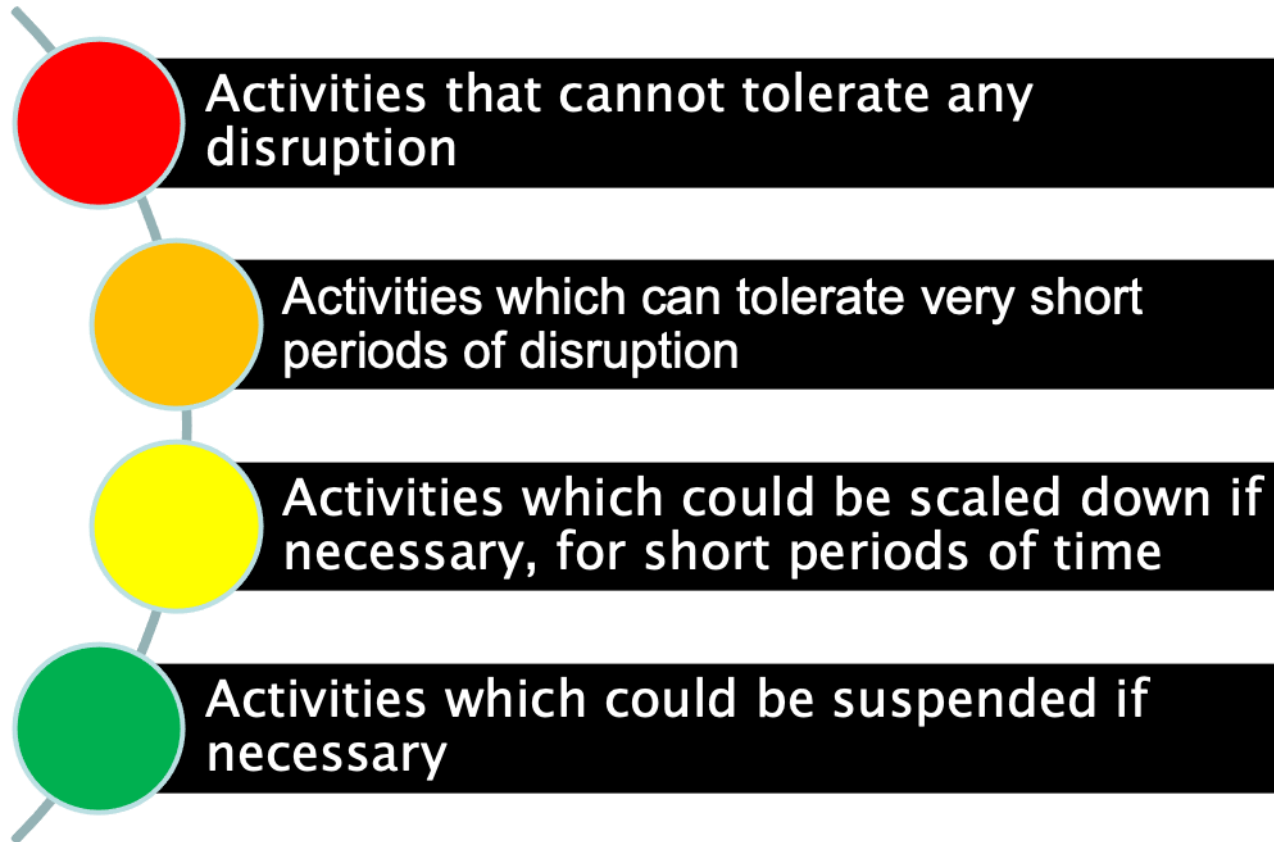 Activities that cannot tolerate any
disruption
Activities which can tolerate very short
periods of disruption
Activities which could be scaled down if
necessary, for short periods of time
Activities which could be suspended if
necessary